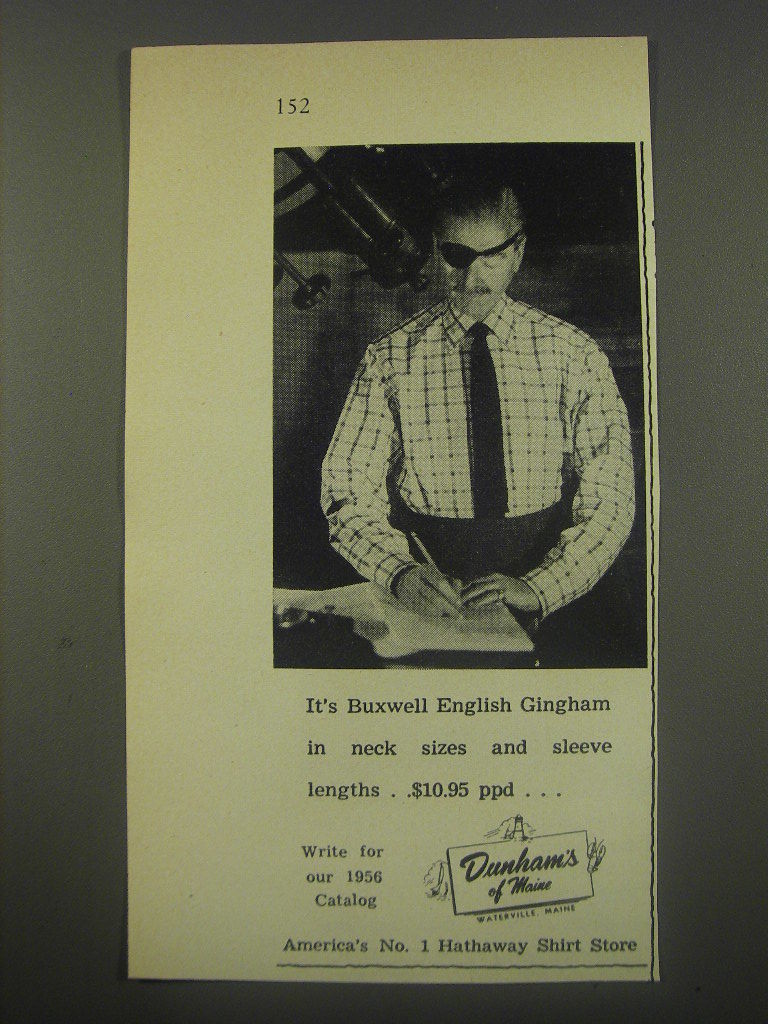 152
It's Buxwell English Gingham
in neck sizes and sleeve
lengths . .$10.95 ppd . . .
Write for
our 1956
Catalog
Dunham's
of Maine
WATERVILLE, MAINE
America's No. 1 Hathaway Shirt Store